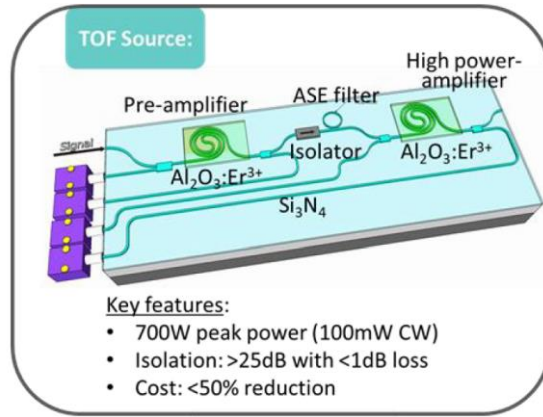 TOF Source:
High power-
amplifier
ASE filter
Pre-amplifier
Signal
Isolator
Al₂O₃:Er³⁺
Al₂O₃:Er³⁺
Si₃N₄
Key features:
• 700W peak power (100mW CW)
• Isolation: >25dB with <1dB loss
• Cost: <50% reduction